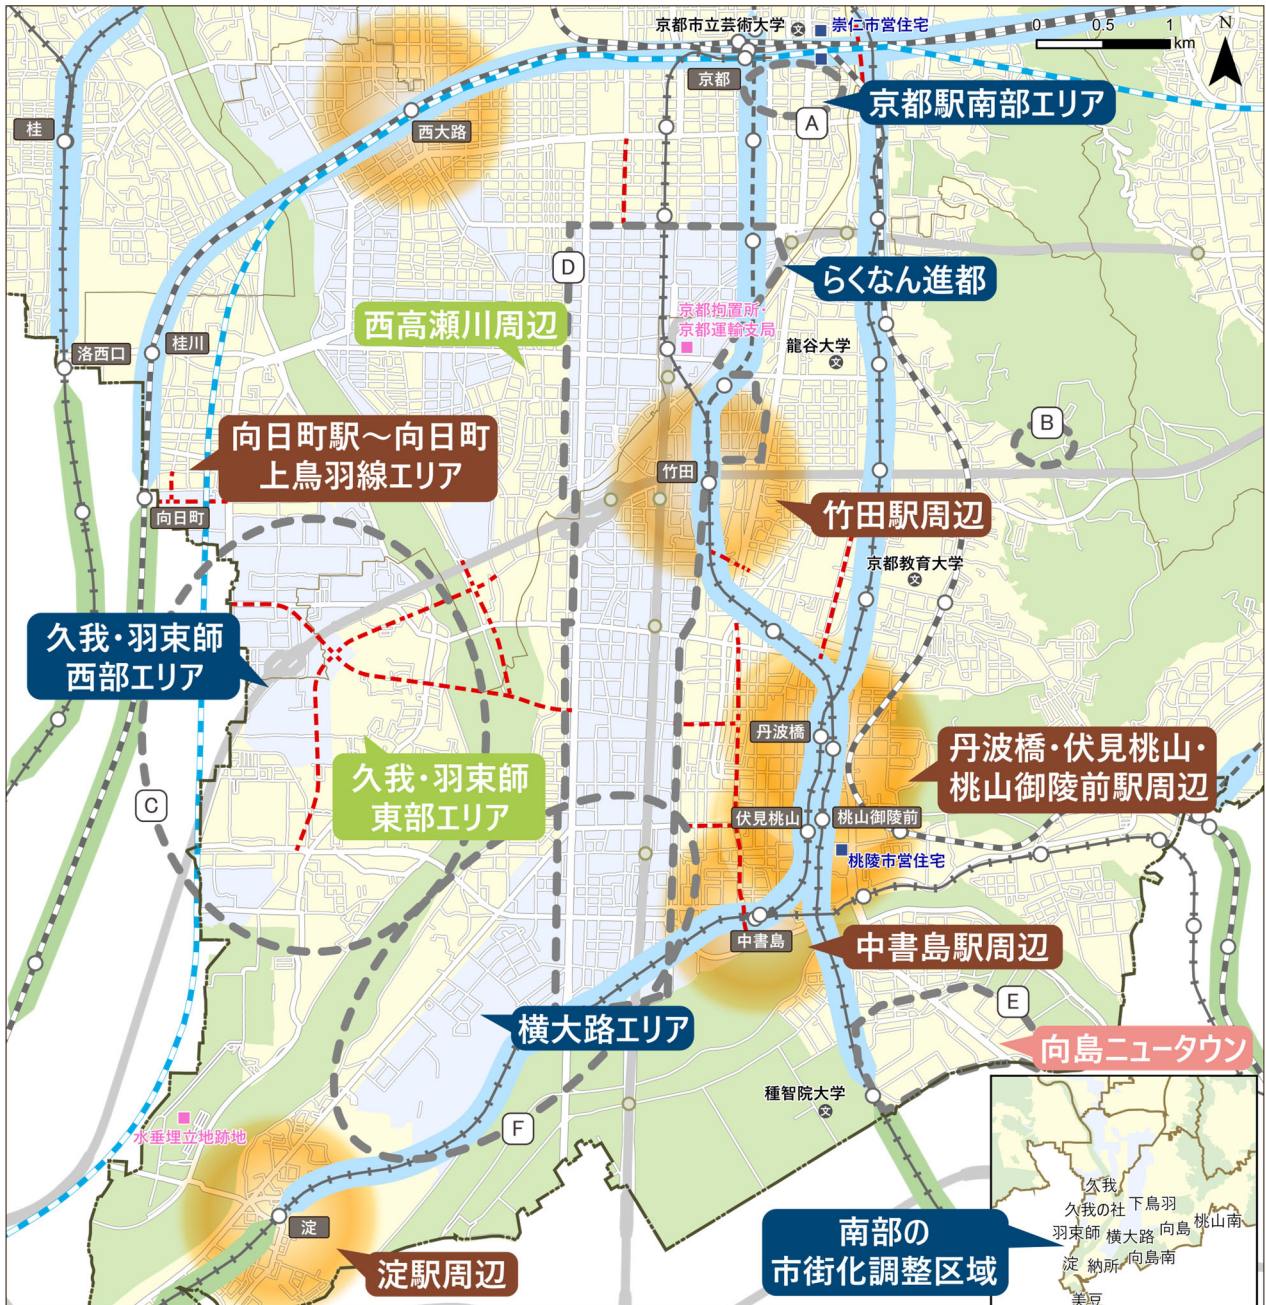 京都市立芸術大学
崇仁市営住宅
0 0.5 1
km
N
京都
京都駅南部エリア
A
桂
西大路
D
らくなん進都
西高瀬川周辺
京都拘置所・
京都運輸支局
龍谷大学
洛西口
桂川
B
向日町駅～向日町
上鳥羽線エリア
竹田
向日町
竹田駅周辺
京都教育大学
久我・羽束師
西部エリア
丹波橋
丹波橋・伏見桃山・
桃山御陵前駅周辺
久我・羽束師
東部エリア
C
伏見桃山
桃山御陵前
桃陵市営住宅
中書島
中書島駅周辺
E
横大路エリア
向島ニュータウン
種智院大学
F
水垂埋立地跡地
淀
淀駅周辺
南部の
市街化調整区域
久我
久我の杜
下鳥羽
羽束師
横大路
向島
桃山南
淀
納所
向島南
美豆